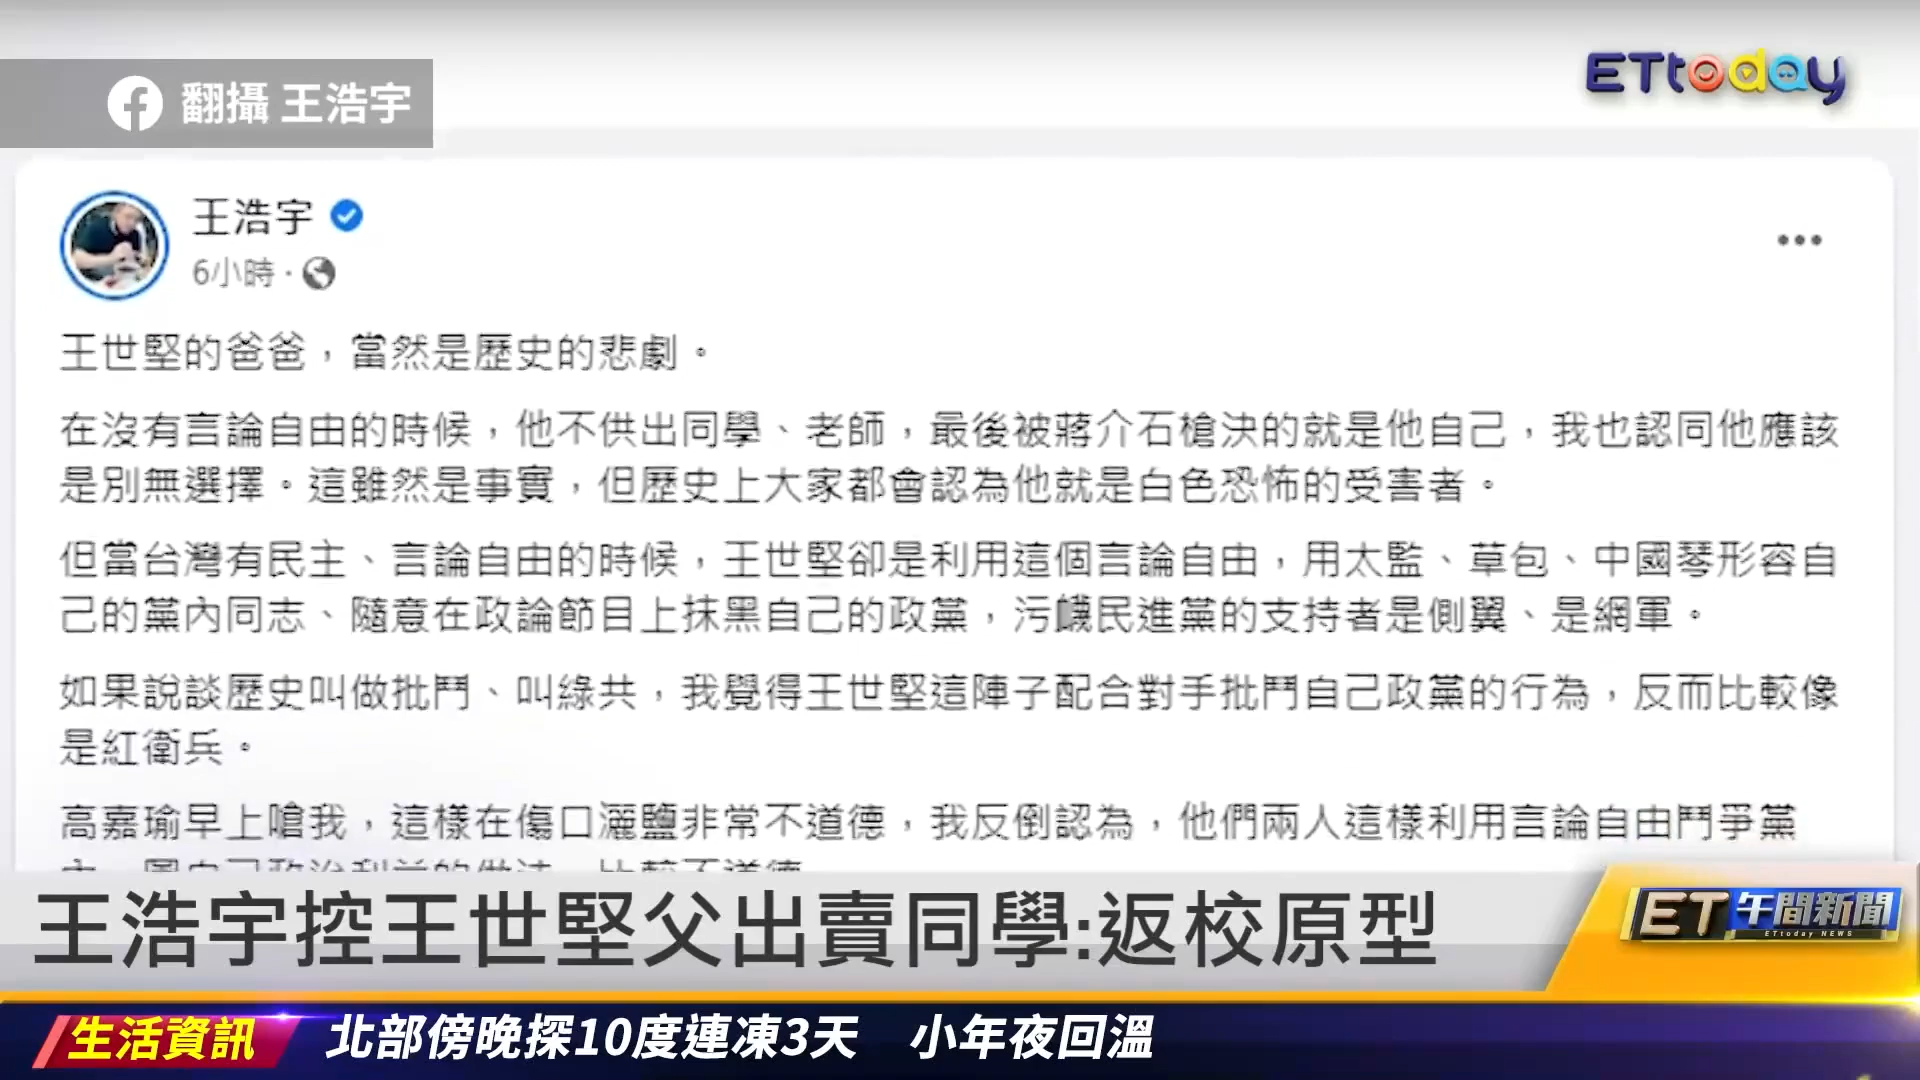 ETtoday
翻攝 王浩宇
王浩宇
6小時·
王世堅的爸爸，當然是歷史的悲劇。
在沒有言論自由的時候，他不供出同學、老師，最後被蔣介石槍決的就是他自己，我也認同他應該
是別無選擇。這雖然是事實，但歷史上大家都會認為他就是白色恐怖的受害者。
但當台灣有民主、言論自由的時候，王世堅卻是利用這個言論自由，用太監、草包、中國琴形容自
己的黨內同志、隨意在政論節目上抹黑自己的政黨，污衊民進黨的支持者是側翼、是網軍。
如果說談歷史叫做批鬥、叫綠共，我覺得王世堅這陣子配合對手批鬥自己政黨的行為，反而比較像
是紅衛兵。
高嘉瑜早上嗆我，這樣在傷口灑鹽非常不道德，我反倒認為，他們兩人這樣利用言論自由鬥爭黨
王浩宇控王世堅父出賣同學:返校原型
ET午間新聞
ETtoday NEWS
生活資訊 北部傍晚探10度連凍3天 小年夜回溫